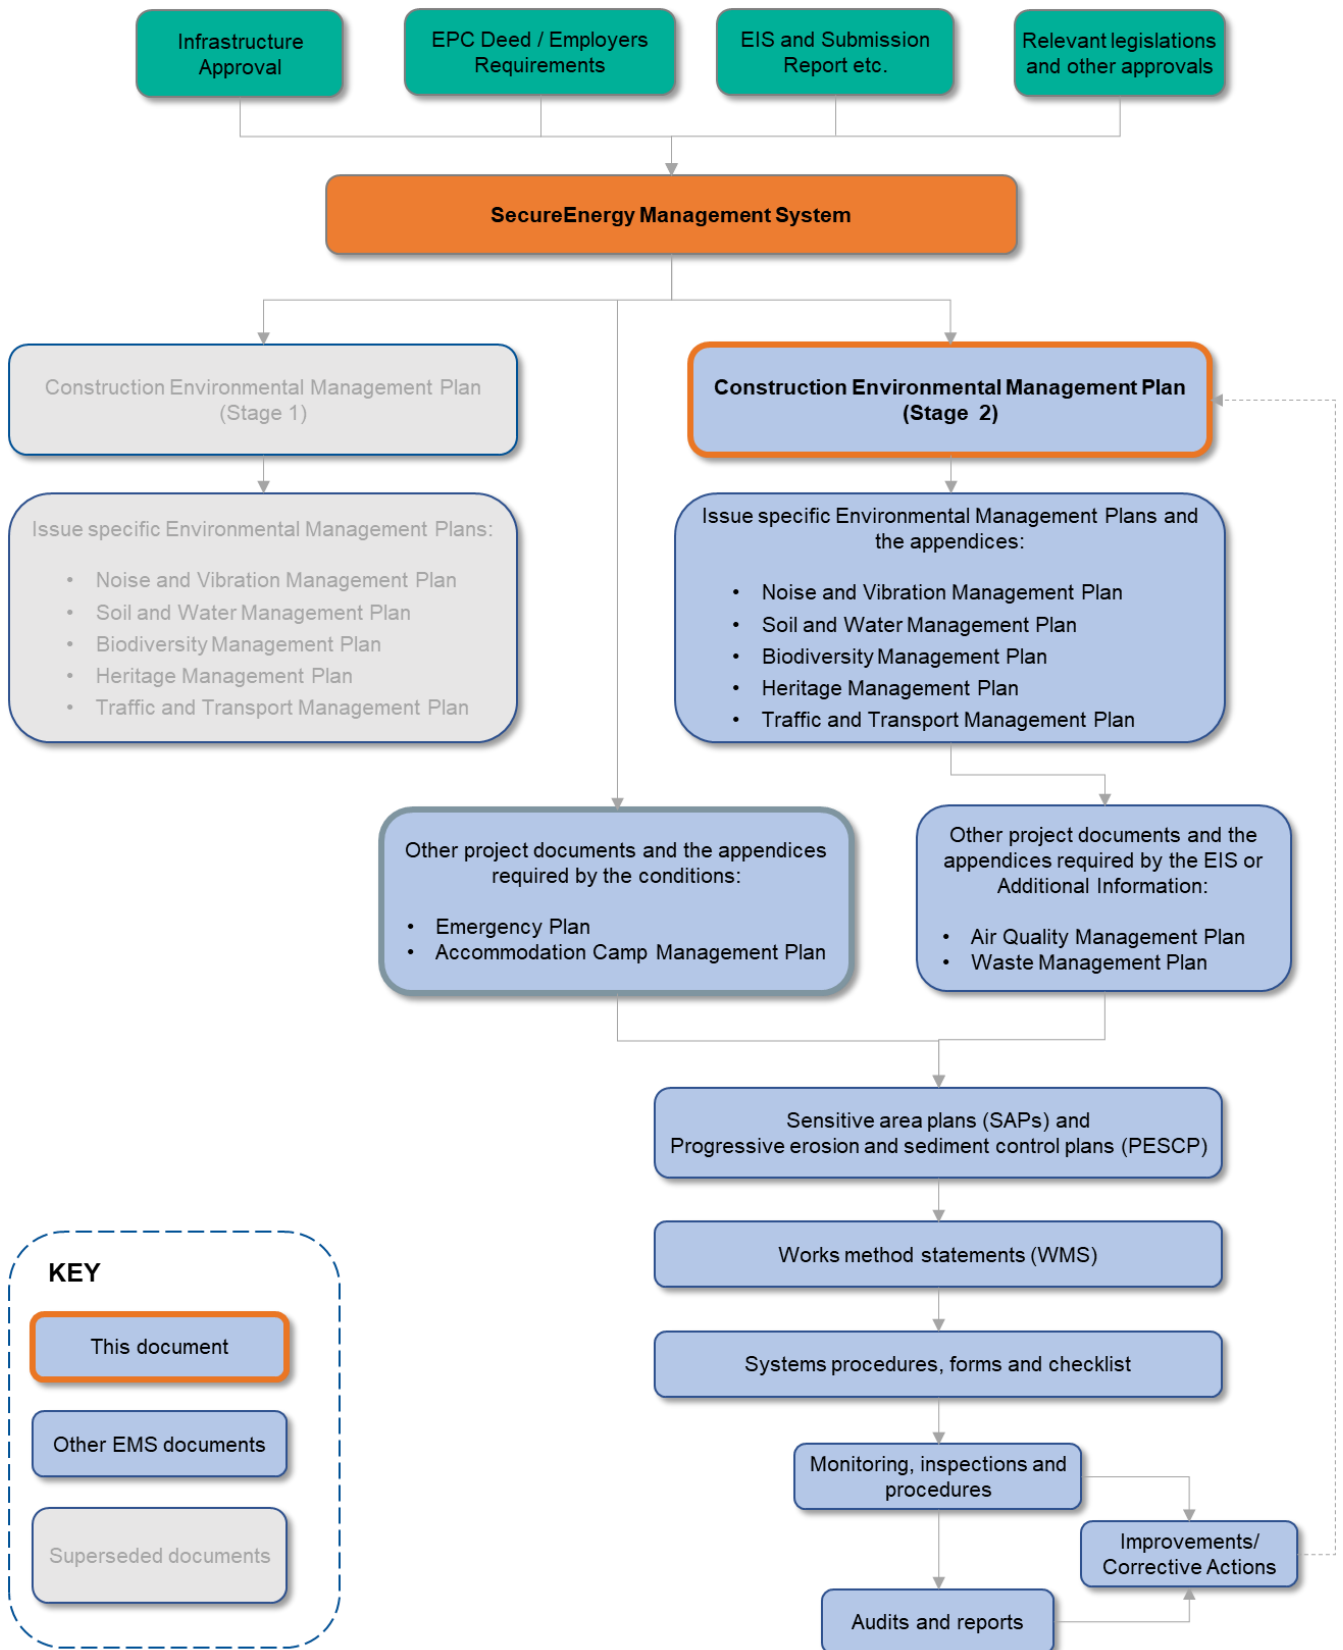 Infrastructure
Approval
EPC Deed / Employers
Requirements
EIS and Submission
Report etc.
Relevant legislations
and other approvals
SecureEnergy Management System
Construction Environmental Management Plan
(Stage 1)
Construction Environmental Management Plan
(Stage 2)
Issue specific Environmental Management Plans:
• Noise and Vibration Management Plan
• Soil and Water Management Plan
• Biodiversity Management Plan
• Heritage Management Plan
• Traffic and Transport Management Plan
Issue specific Environmental Management Plans and
the appendices:
• Noise and Vibration Management Plan
• Soil and Water Management Plan
• Biodiversity Management Plan
• Heritage Management Plan
• Traffic and Transport Management Plan
Other project documents and the appendices
required by the conditions:
• Emergency Plan
• Accommodation Camp Management Plan
Other project documents and the
appendices required by the EIS or
Additional Information:
• Air Quality Management Plan
• Waste Management Plan
Sensitive area plans (SAPs) and
Progressive erosion and sediment control plans (PESCP)
Works method statements (WMS)
Systems procedures, forms and checklist
Monitoring, inspections and
procedures
Improvements/
Corrective Actions
Audits and reports
KEY
This document
Other EMS documents
Superseded documents